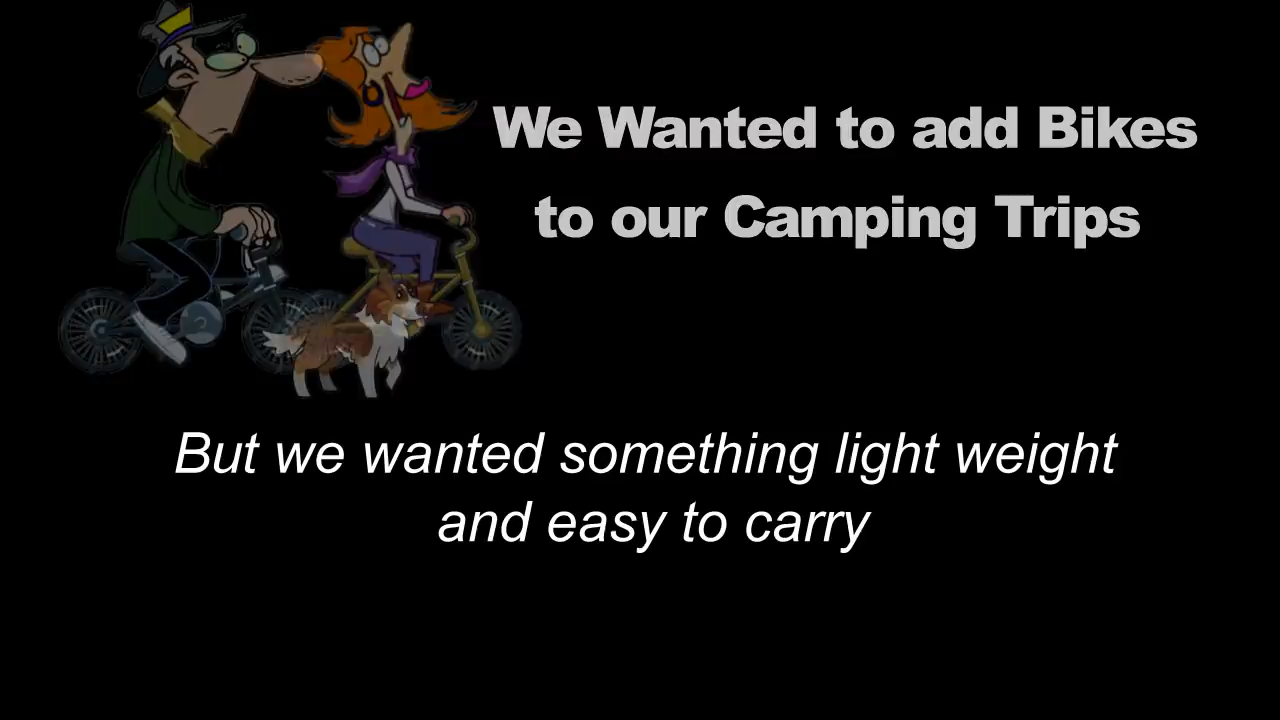 We Wanted to add Bikes
to our Camping Trips
But we wanted something light weight
and easy to carry